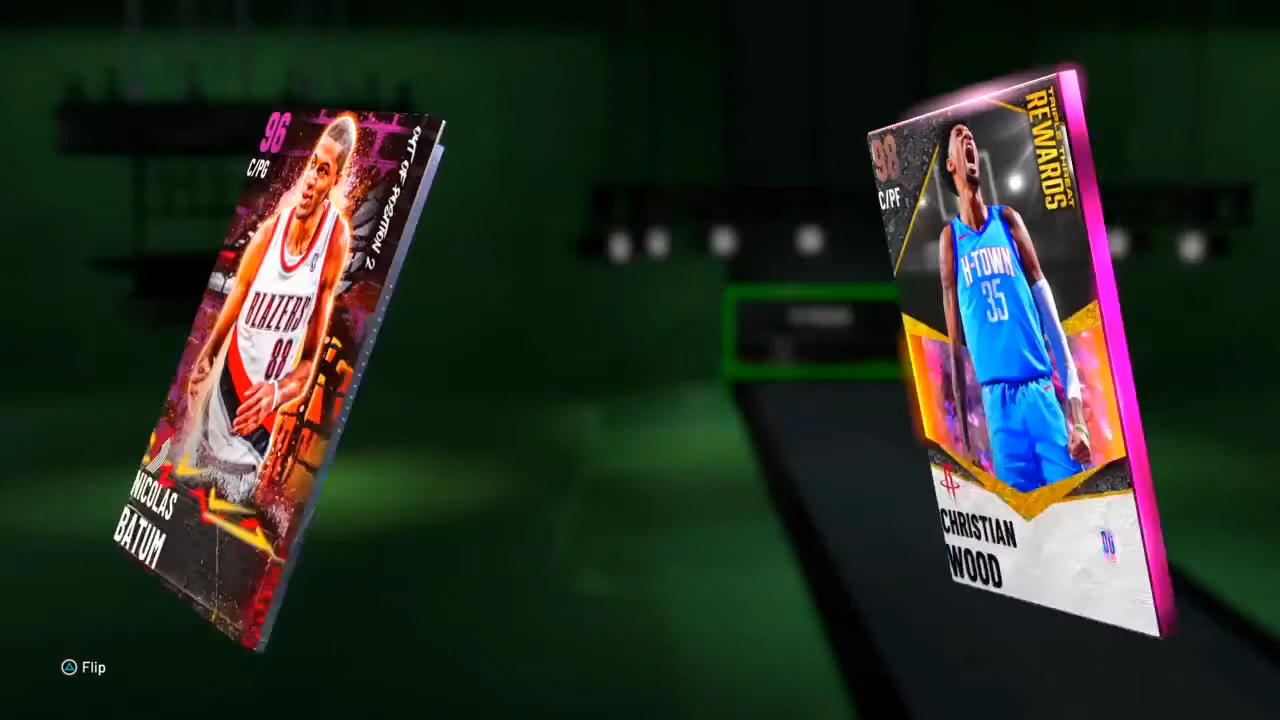 96
C/PG
OUT OF POSITION 2
BLAZERS
88
NICOLAS
BATUM
98
C/PF
TRIPLE THREAT
REWARDS
H-TOWN
35
CHRISTIAN
WOOD
Flip